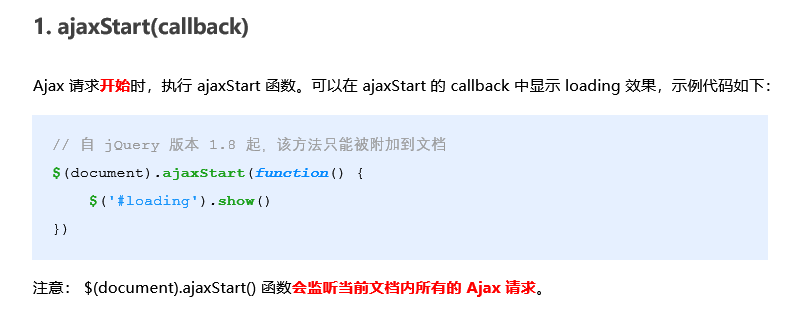 1. ajaxStart(callback)
Ajax 请求开始时，执行 ajaxStart 函数。可以在 ajaxStart 的 callback 中显示 loading 效果，示例代码如下：
// 自 jQuery 版本 1.8 起，该方法只能被附加到文档
$(document).ajaxStart(function() {
    $('#loading').show()
})
注意： $(document).ajaxStart() 函数会监听当前文档内所有的 Ajax 请求。